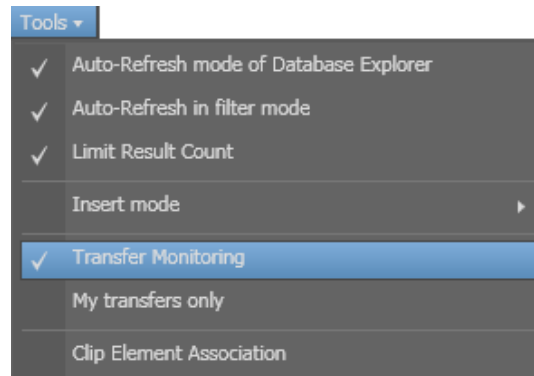 Tools
Auto-Refresh mode of Database Explorer
Auto-Refresh in filter mode
Limit Result Count
Insert mode
Transfer Monitoring
My transfers only
Clip Element Association